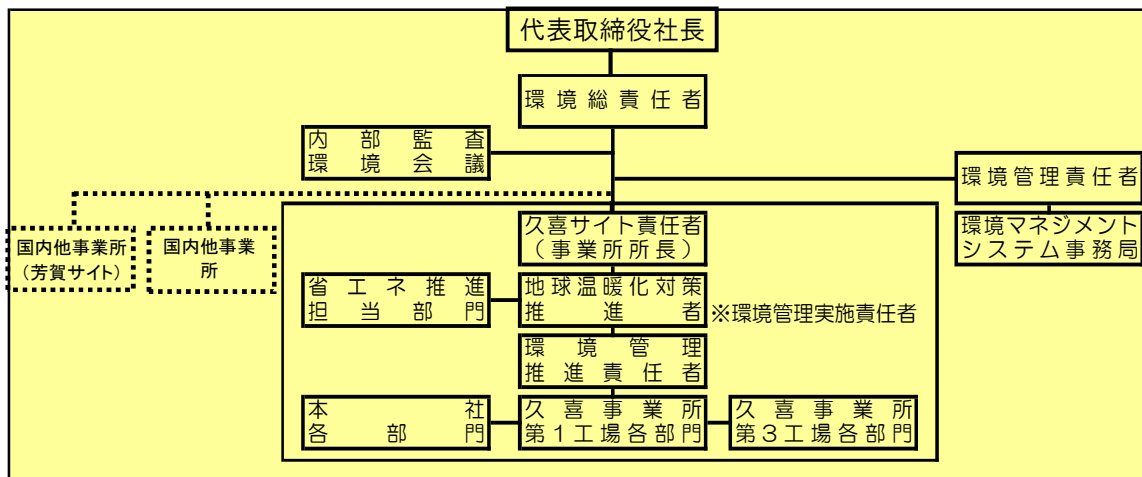 代表取締役社長
環境総責任者
内部監査
環境会議
環境管理責任者
環境マネジメント
システム事務局
国内他事業所
(芳賀サイト)
国内他事業
所
久喜サイト責任者
(事業所所長)
省エネ推進
担当部門
地球温暖化対策
推進者
※環境管理実施責任者
環境管理
推進責任者
本社
各部門
久喜事業所
第1工場各部門
久喜事業所
第3工場各部門